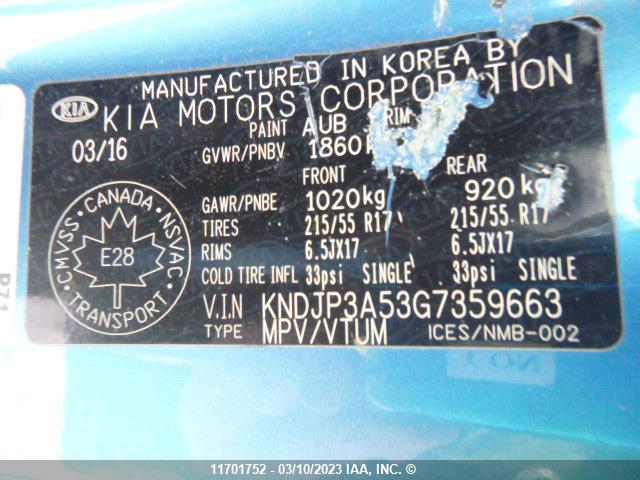 MANUFACTURED IN KOREA BY
KIA KIA MOTORS CORPORATION
PAINT AUB TRIM
03/16 GVWR/PNBV 1860
FRONT REAR
GAWR/PNBE 1020kg 920kg
TIRES 215/55 R17 215/55 R17
RIMS 6.5JX17 6.5JX17
COLD TIRE INFL 33psi SINGLE 33psi SINGLE
V.I.N KNDJP3A53G7359663
TYPE MPV/VTUM ICES/NMB-002
CMVSS - CANADA - NSVAC
E28
TRANSPORT
11701752 - 03/10/2023 IAA, Inc.©